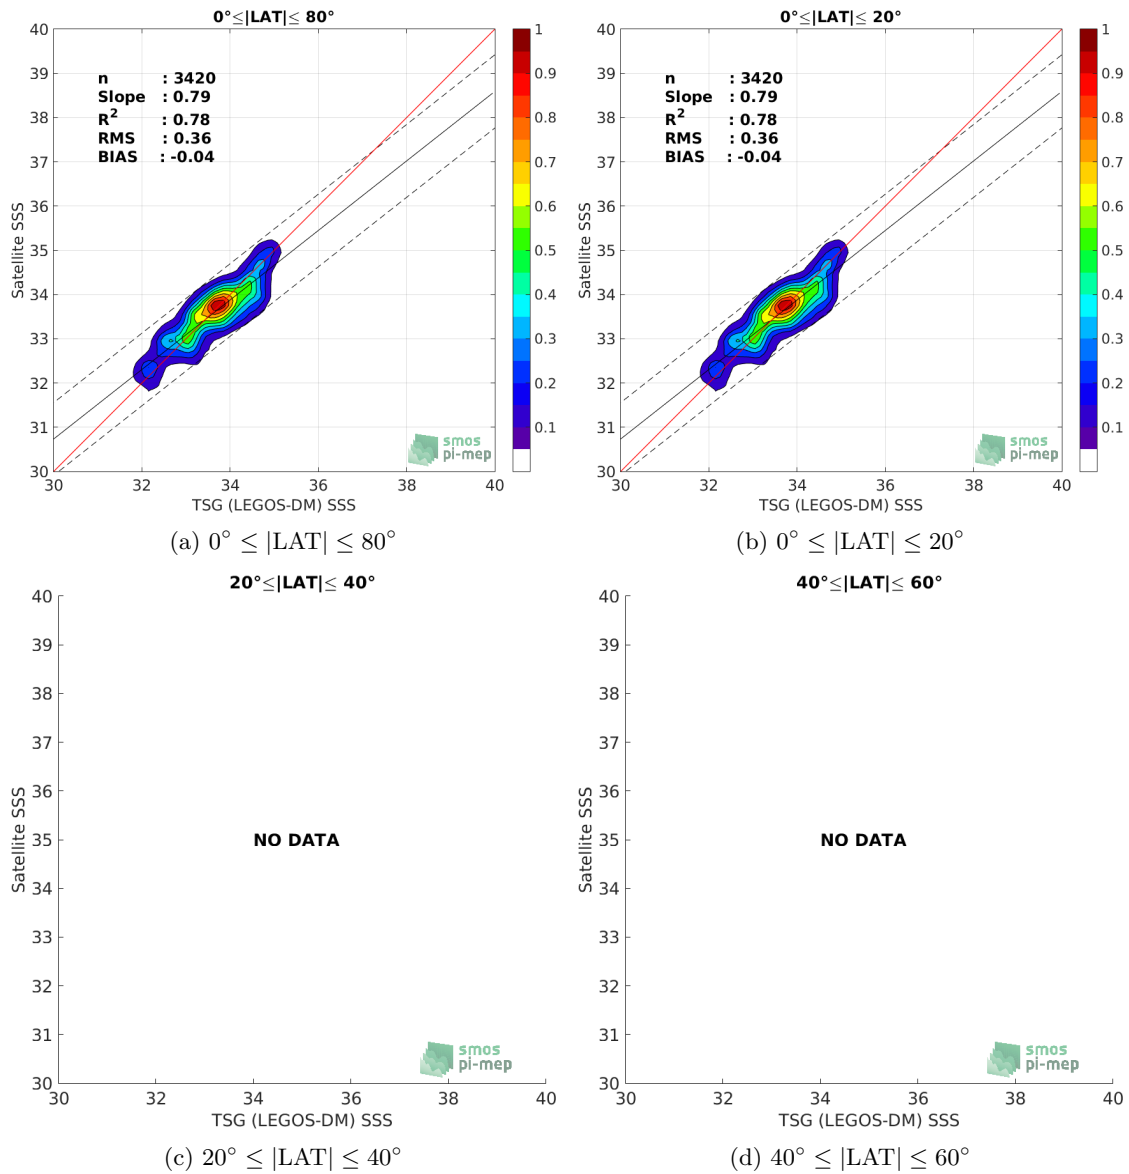 0°≤|LAT|≤ 80°
40
39
38
37
36
35
34
33
32
31
30
Satellite SSS
n : 3420
Slope : 0.79
R² : 0.78
RMS : 0.36
BIAS : -0.04
smos
pi-mep
30 32 34 36 38 40
TSG (LEGOS-DM) SSS
1
0.9
0.8
0.7
0.6
0.5
0.4
0.3
0.2
0.1
(a) 0° ≤ |LAT| ≤ 80°
0°≤|LAT|≤ 20°
40
39
38
37
36
35
34
33
32
31
30
Satellite SSS
n : 3420
Slope : 0.79
R² : 0.78
RMS : 0.36
BIAS : -0.04
smos
pi-mep
30 32 34 36 38 40
TSG (LEGOS-DM) SSS
1
0.9
0.8
0.7
0.6
0.5
0.4
0.3
0.2
0.1
(b) 0° ≤ |LAT| ≤ 20°
20°≤|LAT|≤ 40°
40
39
38
37
36
35
34
33
32
31
30
Satellite SSS
NO DATA
smos
pi-mep
30 32 34 36 38 40
TSG (LEGOS-DM) SSS
(c) 20° ≤ |LAT| ≤ 40°
40°≤|LAT|≤ 60°
40
39
38
37
36
35
34
33
32
31
30
Satellite SSS
NO DATA
smos
pi-mep
30 32 34 36 38 40
TSG (LEGOS-DM) SSS
(d) 40° ≤ |LAT| ≤ 60°